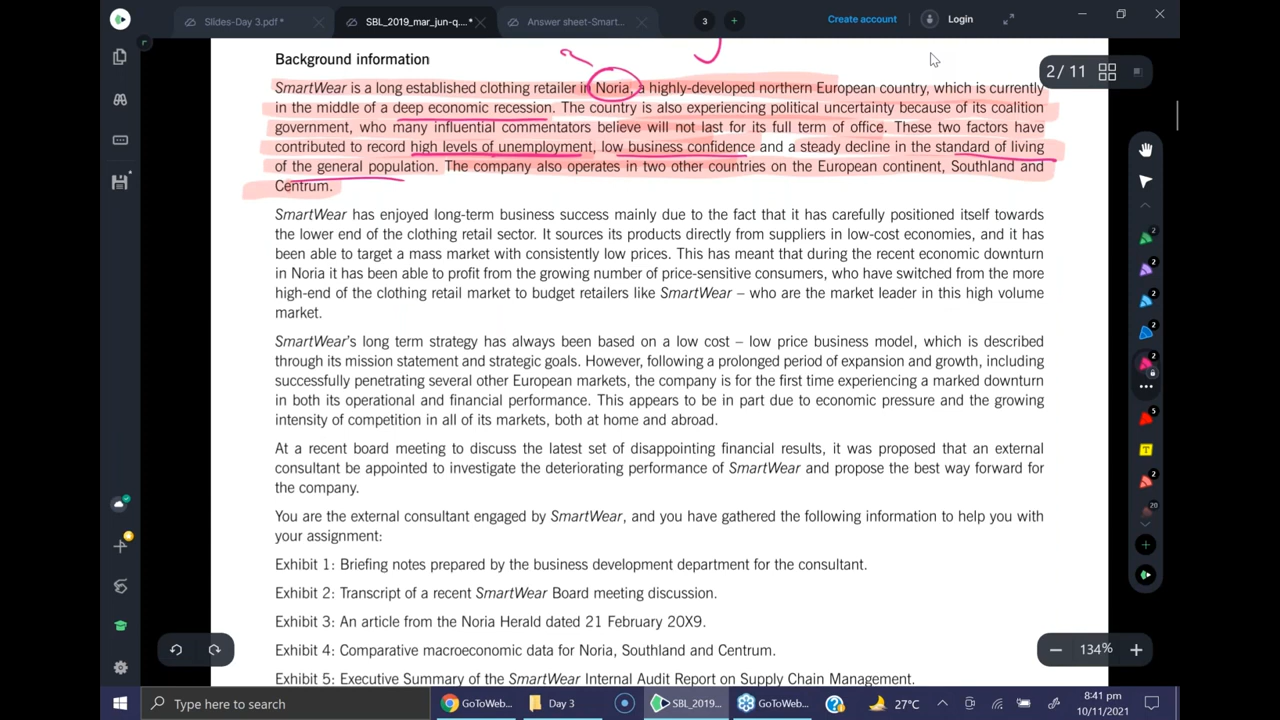 Slides-Day 3.pdf *
SBL_2019_mar_jun-q....*
Answer sheet-Smart...
3
Create account
Login
2/11
Background information
SmartWear is a long established clothing retailer in Noria, a highly-developed northern European country, which is currently
in the middle of a deep economic recession. The country is also experiencing political uncertainty because of its coalition
government, who many influential commentators believe will not last for its full term of office. These two factors have
contributed to record high levels of unemployment, low business confidence and a steady decline in the standard of living
of the general population. The company also operates in two other countries on the European continent, Southland and
Centrum.
SmartWear has enjoyed long-term business success mainly due to the fact that it has carefully positioned itself towards
the lower end of the clothing retail sector. It sources its products directly from suppliers in low-cost economies, and it has
been able to target a mass market with consistently low prices. This has meant that during the recent economic downturn
in Noria it has been able to profit from the growing number of price-sensitive consumers, who have switched from the more
high-end of the clothing retail market to budget retailers like SmartWear – who are the market leader in this high volume
market.
SmartWear's long term strategy has always been based on a low cost – low price business model, which is described
through its mission statement and strategic goals. However, following a prolonged period of expansion and growth, including
successfully penetrating several other European markets, the company is for the first time experiencing a marked downturn
in both its operational and financial performance. This appears to be in part due to economic pressure and the growing
intensity of competition in all of its markets, both at home and abroad.
At a recent board meeting to discuss the latest set of disappointing financial results, it was proposed that an external
consultant be appointed to investigate the deteriorating performance of SmartWear and propose the best way forward for
the company.
You are the external consultant engaged by SmartWear, and you have gathered the following information to help you with
your assignment:
Exhibit 1: Briefing notes prepared by the business development department for the consultant.
Exhibit 2: Transcript of a recent SmartWear Board meeting discussion.
Exhibit 3: An article from the Noria Herald dated 21 February 20X9.
Exhibit 4: Comparative macroeconomic data for Noria, Southland and Centrum.
Exhibit 5: Executive Summary of the SmartWear Internal Audit Report on Supply Chain Management.
2
2
2
2
2
5
T
2
20
134%
Type here to search
GoToWeb...
Day 3
SBL_2019...
GoToWeb...
27°C
8:41 pm
10/11/2021